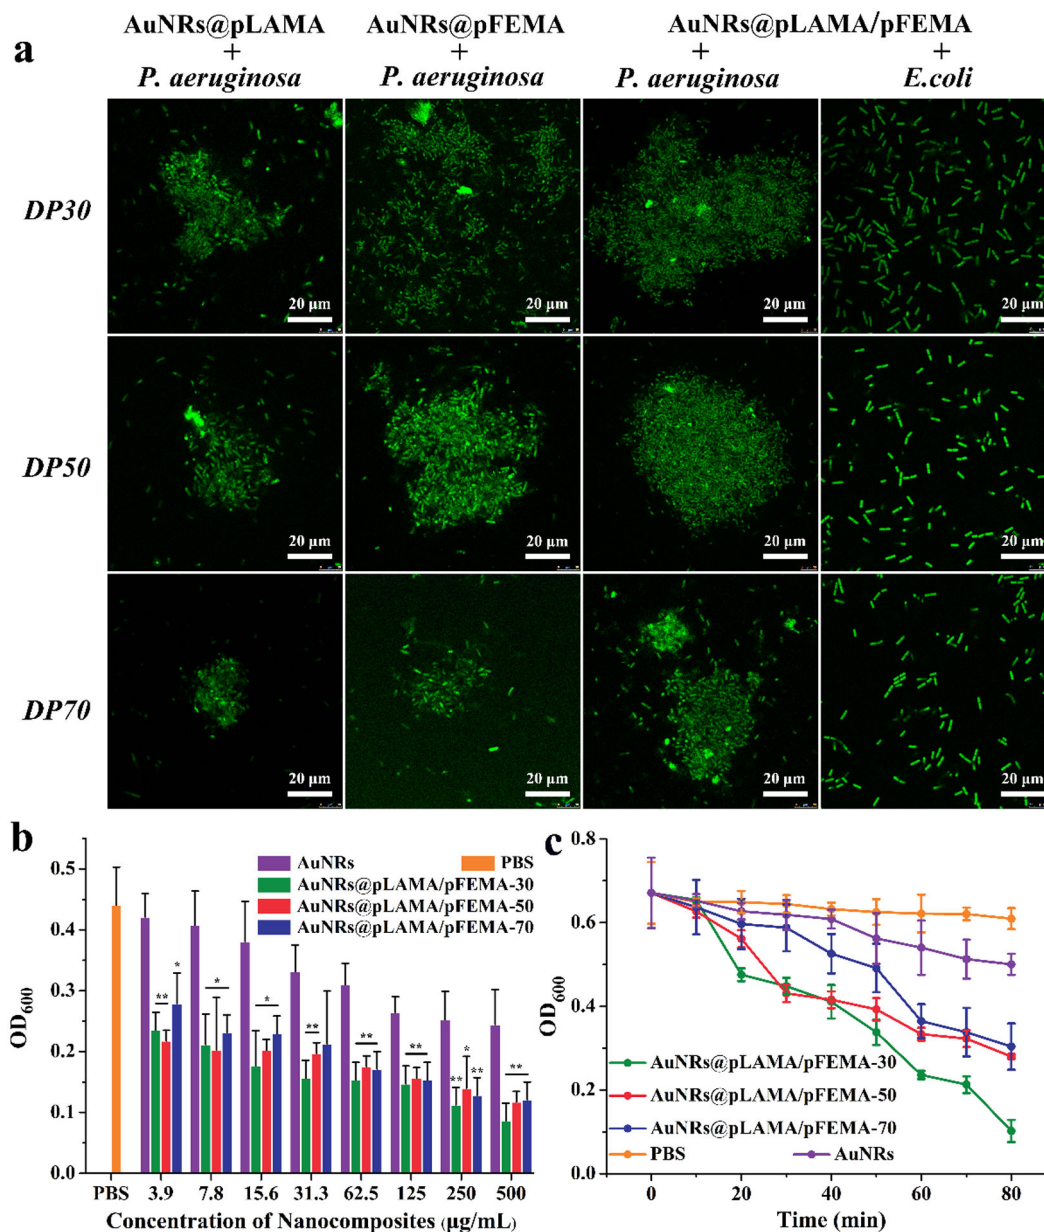 a
AuNRs@pLAMA
+
P. aeruginosa
AuNRs@pFEMA
+
P. aeruginosa
AuNRs@pLAMA/pFEMA
+ +
P. aeruginosa E.coli
DP30
20 µm 20 µm 20 µm 20 µm
DP50
20 µm 20 µm 20 µm 20 µm
DP70
20 µm 20 µm 20 µm 20 µm
b
OD600
0.5
0.4
0.3
0.2
0.1
0.0
AuNRs PBS
AuNRs@pLAMA/pFEMA-30
AuNRs@pLAMA/pFEMA-50
AuNRs@pLAMA/pFEMA-70
** * * * ** ** ** ** * ** **
PBS 3.9 7.8 15.6 31.3 62.5 125 250 500
Concentration of Nanocomposites (µg/mL)
c
OD600
0.8
0.6
0.4
0.2
0.0
AuNRs@pLAMA/pFEMA-30
AuNRs@pLAMA/pFEMA-50
AuNRs@pLAMA/pFEMA-70
PBS AuNRs
0 20 40 60 80
Time (min)